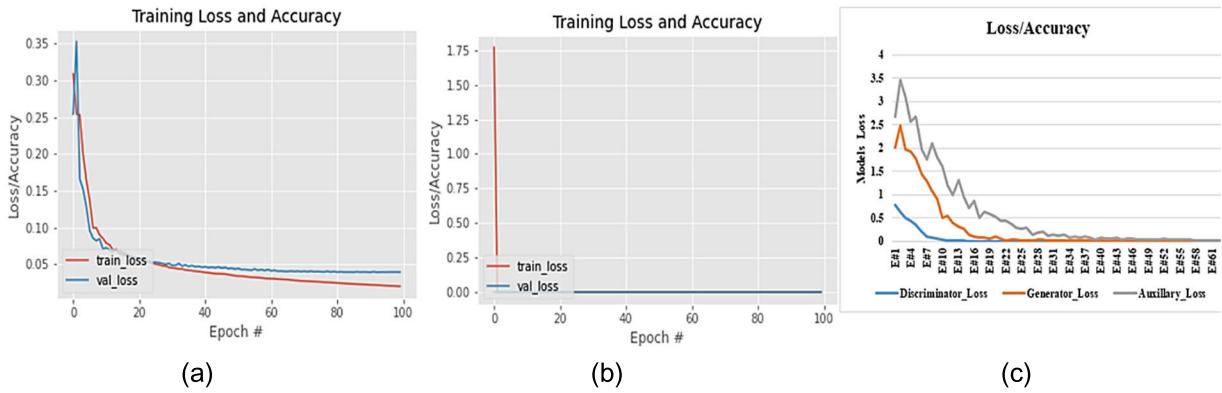 Training Loss and Accuracy
0.35
0.30
0.25
0.20
0.15
0.10
0.05
Loss/Accuracy
train_loss
val_loss
0 20 40 60 80 100
Epoch #
(a)
Training Loss and Accuracy
1.75
1.50
1.25
1.00
0.75
0.50
0.25
0.00
Loss/Accuracy
train_loss
val_loss
0 20 40 60 80 100
Epoch #
(b)
Loss/Accuracy
4
3.5
3
2.5
2
1.5
1
0.5
0
Models Loss
E#1 E#4 E#7 E#10 E#13 E#16 E#19 E#22 E#25 E#28 E#31 E#34 E#37 E#40 E#43 E#46 E#49 E#52 E#55 E#58 E#61
Discriminator_Loss Generator_Loss Auxillary_Loss
(c)